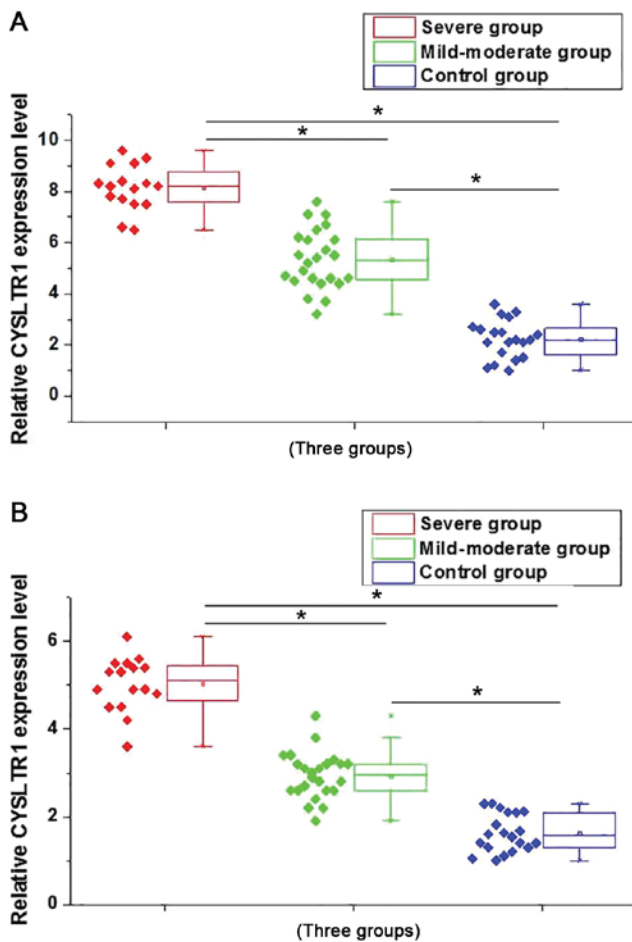 A
Severe group
Mild-moderate group
Control group
*
*
*
Relative CYSLTR1 expression level
10
8
6
4
2
0
(Three groups)
B
Severe group
Mild-moderate group
Control group
*
*
*
Relative CYSLTR1 expression level
6
4
2
0
(Three groups)